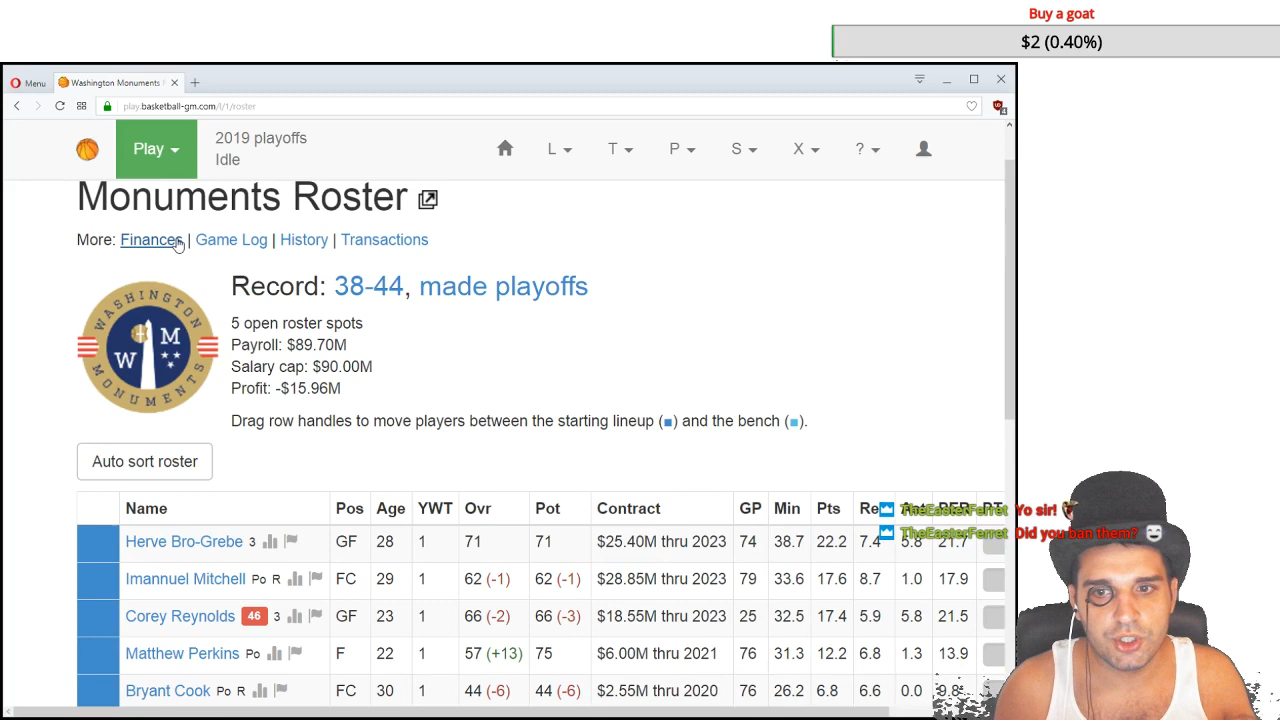 Buy a goat
$2 (0.40%)
Menu
Washington Monuments
play.basketball-gm.com/l/1/roster
Play
2019 playoffs
Idle
L
T
P
S
X
?
Monuments Roster
More: Finances | Game Log | History | Transactions
WASHINGTON
W M
MONUMENTS
Record: 38-44, made playoffs
5 open roster spots
Payroll: $89.70M
Salary cap: $90.00M
Profit: -$15.96M
Drag row handles to move players between the starting lineup (■) and the bench (■).
Auto sort roster
Name Pos Age YWT Ovr Pot Contract GP Min Pts Re PER
TheEasterFerret Yo sir!
TheEasterFerret Did you ban them?
Herve Bro-Grebe 3 GF 28 71 71 $25.40M thru 2023 74 38.7 22.2 7.4 5.8 21.7
Imannuel Mitchell Po R FC 29 1 62 (-1) 62 (-1) $28.85M thru 2023 79 33.6 17.6 8.7 1.0 17.9
Corey Reynolds 46 3 GF 23 1 66 (-2) 66 (-3) $18.55M thru 2023 25 32.5 17.4 5.9 5.8 21.5
Matthew Perkins Po F 22 1 57 (+13) 75 $6.00M thru 2021 76 31.3 12.2 6.8 1.3 13.9
Bryant Cook Po R FC 30 1 44 (-6) 44 (-6) $2.55M thru 2020 76 26.2 6.8 6.6 0.0 9.8